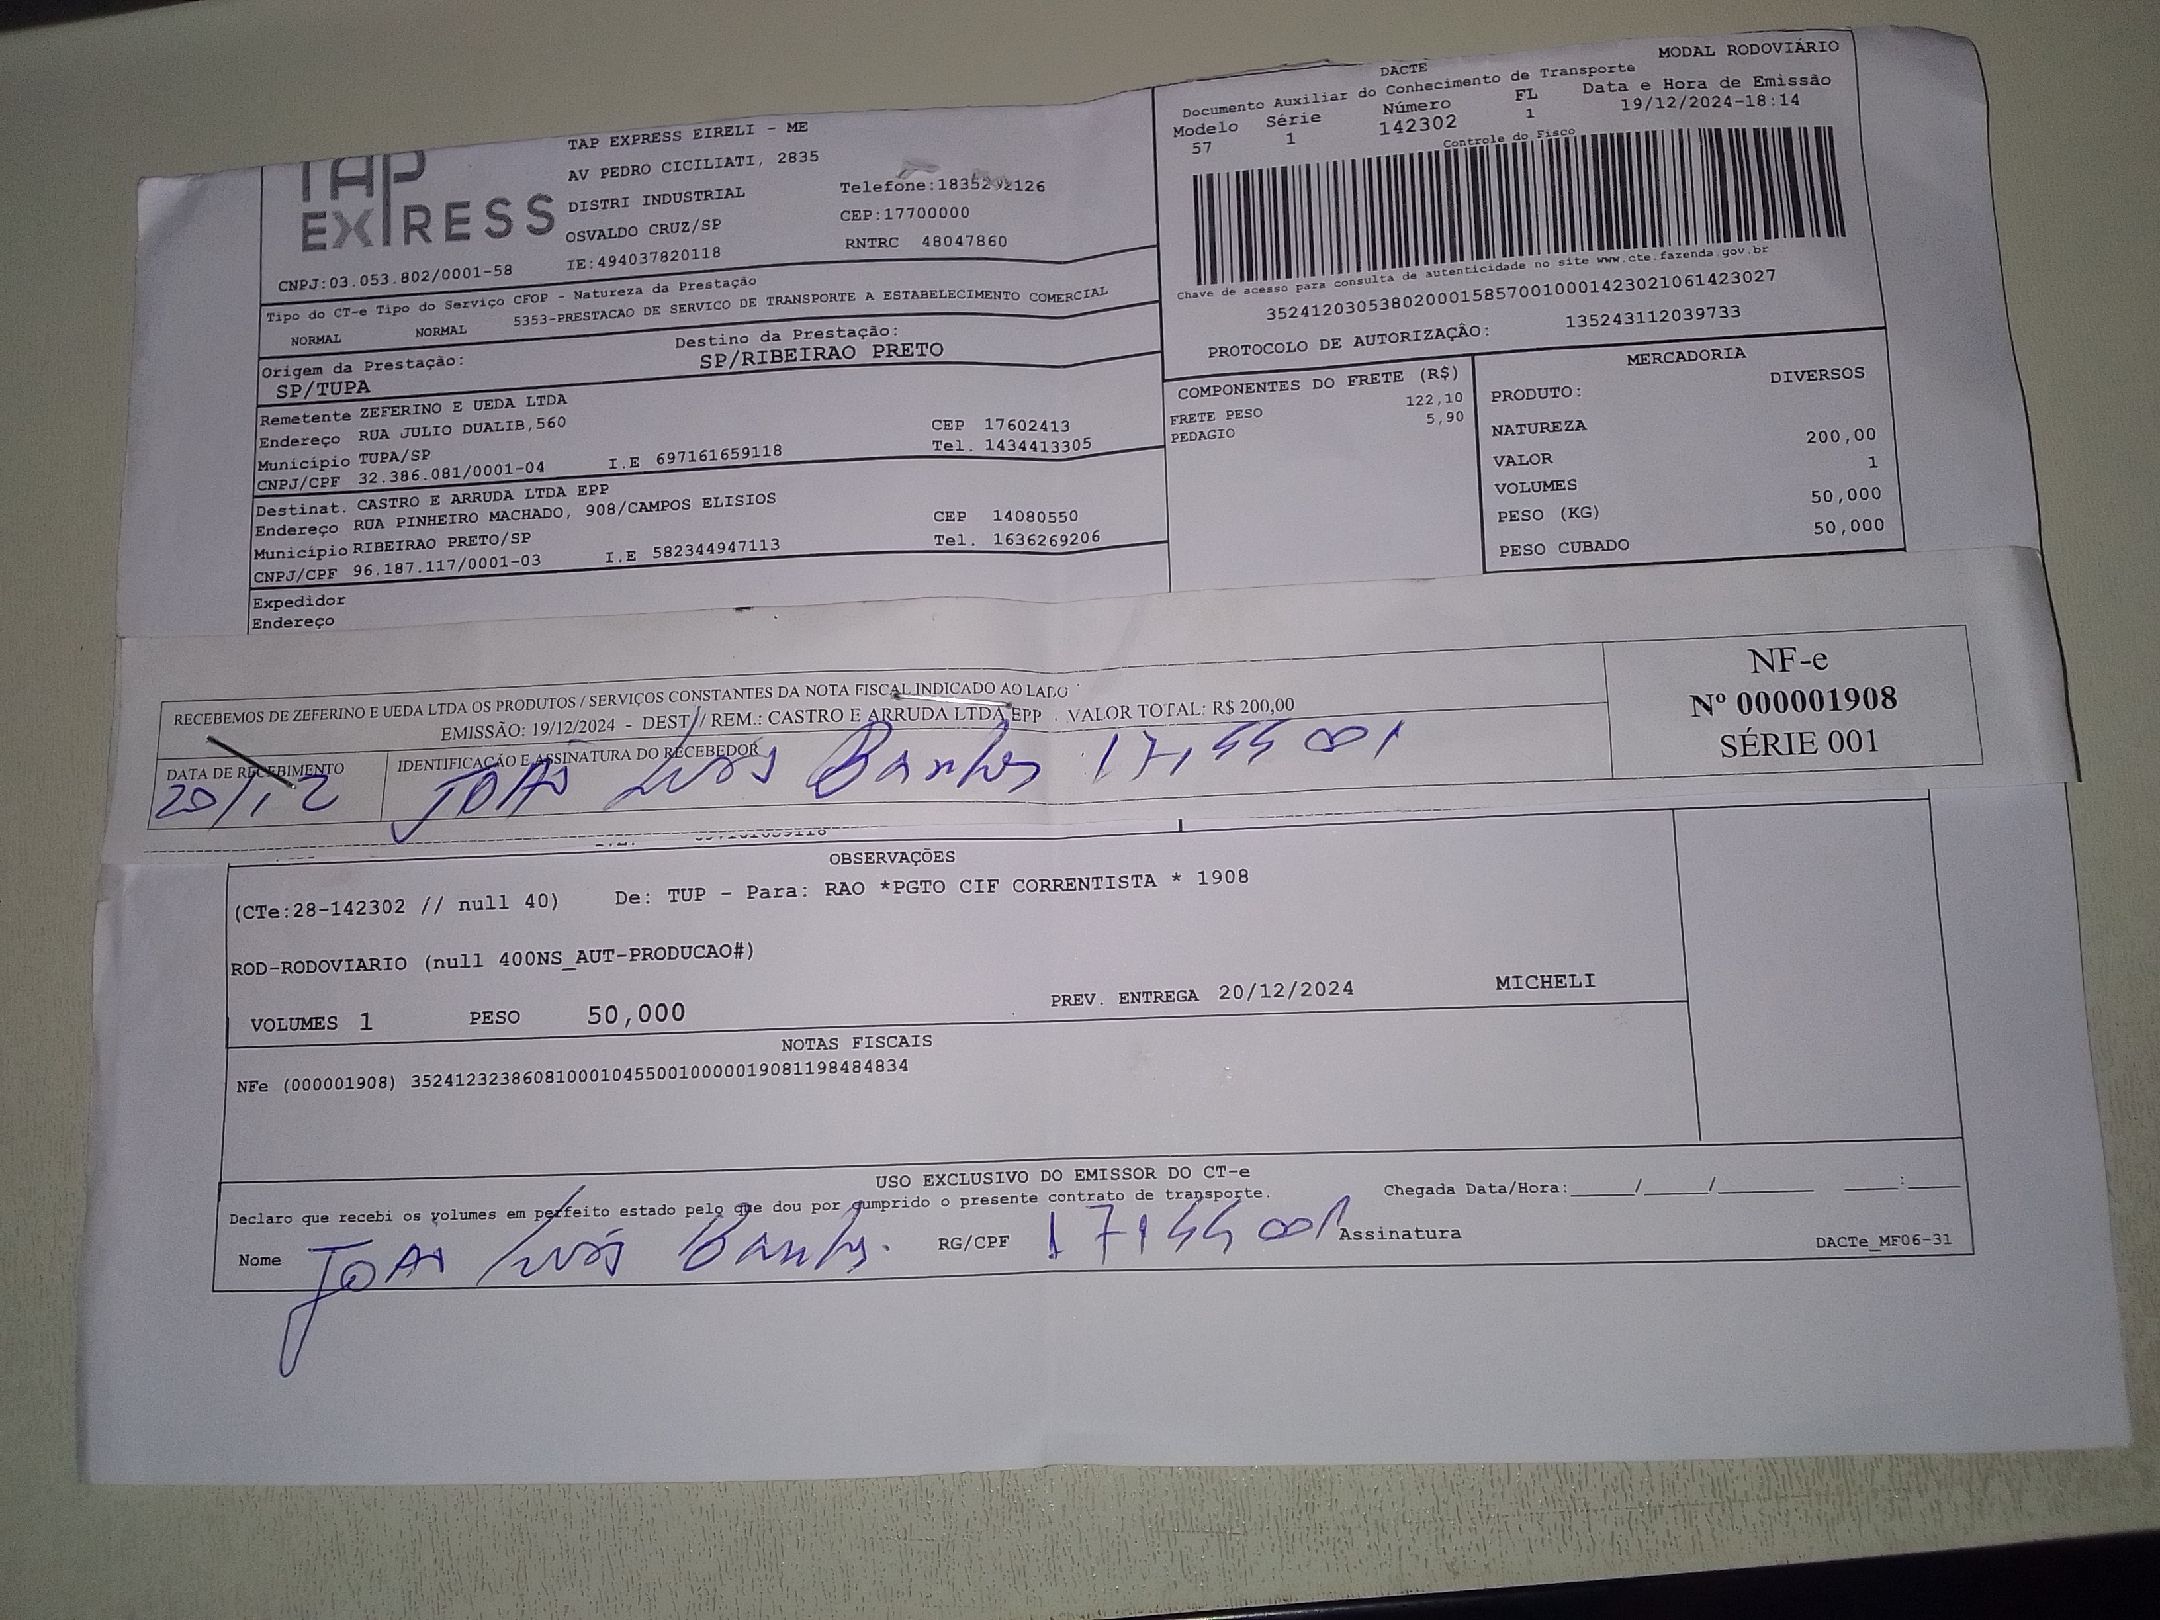 TAP EXPRESS
TAP EXPRESS EIRELI - ME
AV PEDRO CICILIATI, 2835
DISTRI INDUSTRIAL
Telefone:1835292126
OSVALDO CRUZ/SP
CEP:17700000
CNPJ:03.053.802/0001-58
IE:494037820118
RNTRC 48047860
Tipo do CT-e Tipo do Serviço CFOP - Natureza da Prestação
NORMAL NORMAL 5353-PRESTACAO DE SERVICO DE TRANSPORTE A ESTABELECIMENTO COMERCIAL
Origem da Prestação:
SP/TUPA
Destino da Prestação:
SP/RIBEIRAO PRETO
Remetente ZEFERINO E UEDA LTDA
Endereço RUA JULIO DUALIB,560
CEP 17602413
Município TUPA/SP
Tel. 1434413305
CNPJ/CPF 32.386.081/0001-04 I.E 697161659118
Destinat. CASTRO E ARRUDA LTDA EPP
Endereço RUA PINHEIRO MACHADO, 908/CAMPOS ELISIOS
CEP 14080550
Município RIBEIRAO PRETO/SP
Tel. 1636269206
CNPJ/CPF 96.187.117/0001-03 I.E 582344947113
Expedidor
Endereço
DACTE
MODAL RODOVIÁRIO
Documento Auxiliar do Conhecimento de Transporte
Modelo Série Número FL Data e Hora de Emissão
57 1 142302 1 19/12/2024-18:14
Controle do Fisco
Chave de acesso para consulta de autenticidade no site www.cte.fazenda.gov.br
35241203053802000158570010001423021061423027
PROTOCOLO DE AUTORIZAÇÂO: 135243112039733
COMPONENTES DO FRETE (R$)
FRETE PESO 122,10
PEDAGIO 5,90
MERCADORIA
PRODUTO: DIVERSOS
NATUREZA
VALOR 200,00
VOLUMES 1
PESO (KG) 50,000
PESO CUBADO 50,000
RECEBEMOS DE ZEFERINO E UEDA LTDA OS PRODUTOS / SERVIÇOS CONSTANTES DA NOTA FISCAL INDICADO AO LADO
EMISSÃO: 19/12/2024 - DEST / REM.: CASTRO E ARRUDA LTDA EPP . VALOR TOTAL: R$ 200,00
DATA DE RECEBIMENTO
20/12
IDENTIFICAÇÃO E ASSINATURA DO RECEBEDOR
NF-e
Nº 000001908
SÉRIE 001
OBSERVAÇÕES
(CTe:28-142302 // null 40) De: TUP - Para: RAO *PGTO CIF CORRENTISTA * 1908
ROD-RODOVIARIO (null 400NS_AUT-PRODUCAO#)
VOLUMES 1 PESO 50,000 PREV. ENTREGA 20/12/2024 MICHELI
NOTAS FISCAIS
NFe (000001908) 35241232386081000104550010000019081198484834
USO EXCLUSIVO DO EMISSOR DO CT-e
Declaro que recebi os volumes em perfeito estado pelo que dou por cumprido o presente contrato de transporte.
Chegada Data/Hora:_____/_____/_________ ____:____
Nome
RG/CPF
Assinatura
DACTe_MF06-31